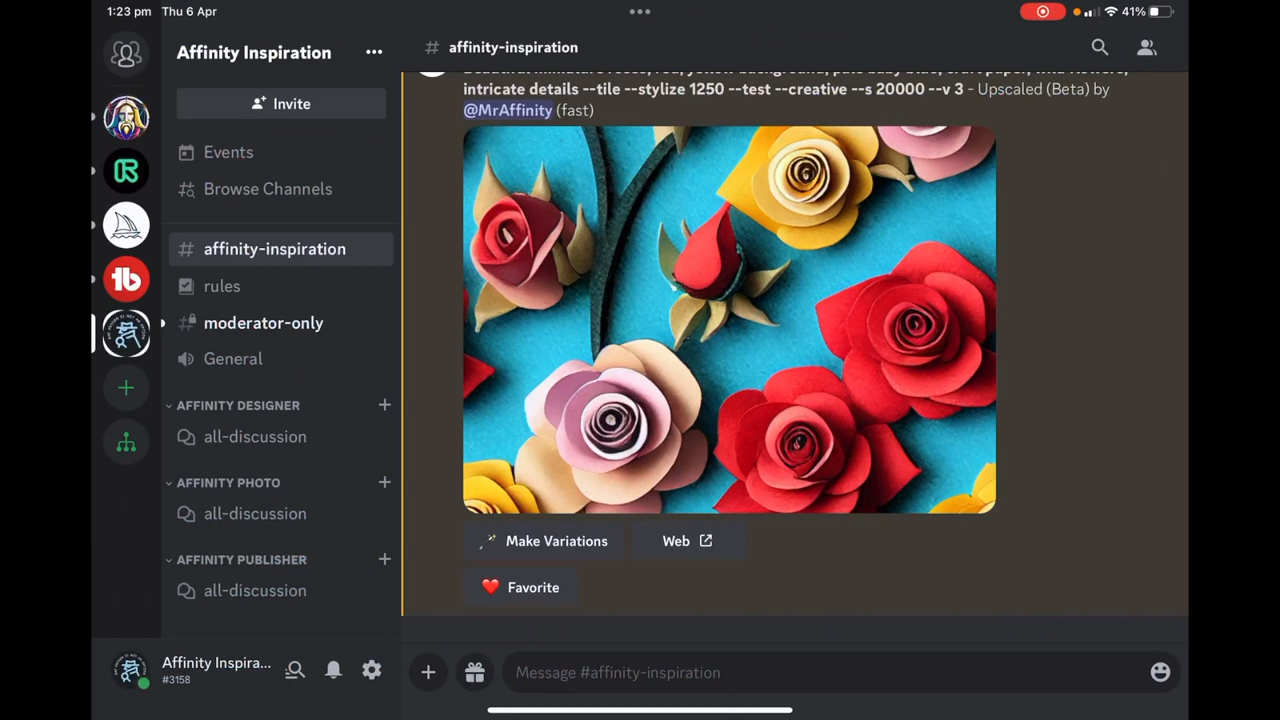 1:23 pm Thu 6 Apr
41%
Affinity Inspiration
Invite
Events
Browse Channels
affinity-inspiration
rules
moderator-only
General
AFFINITY DESIGNER
all-discussion
AFFINITY PHOTO
all-discussion
AFFINITY PUBLISHER
all-discussion
Affinity Inspira...
#3158
# affinity-inspiration
intricate details --tile --stylize 1250 --test --creative --s 20000 --v 3 - Upscaled (Beta) by
@MrAffinity (fast)
Make Variations
Web
Favorite
Message #affinity-inspiration